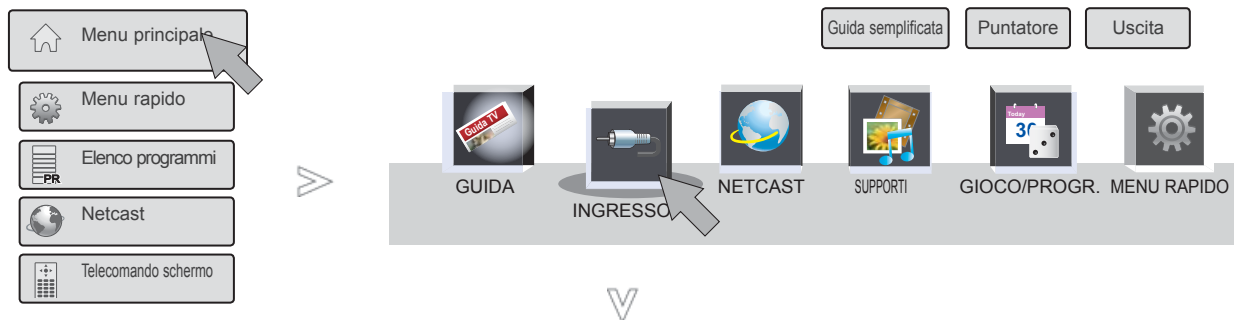 Menu principale
Menu rapido
Elenco programmi
PR
Netcast
Telecomando schermo
Guida semplificata
Puntatore
Uscita
Guida TV
Today
30
GUIDA
INGRESSO
NETCAST
SUPPORTI
GIOCO/PROGR.
MENU RAPIDO